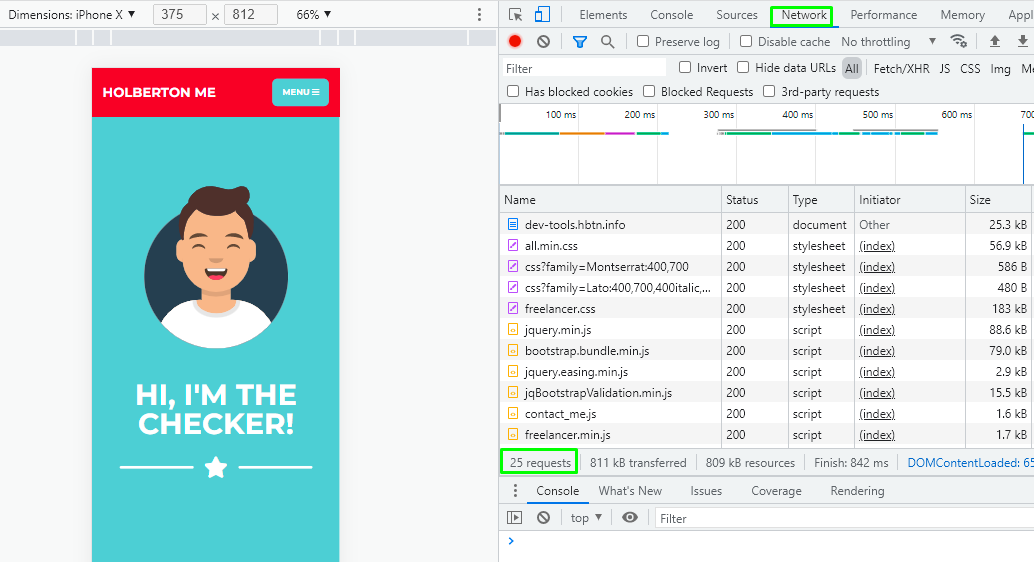 Dimensions: iPhone X ▼ 375 × 812 66% ▼
Elements Console Sources Network Performance Memory Appl
Preserve log Disable cache No throttling ▼
Filter Invert Hide data URLs All Fetch/XHR JS CSS Img Me
Has blocked cookies Blocked Requests 3rd-party requests
100 ms 200 ms 300 ms 400 ms 500 ms 600 ms 700
HOLBERTON ME MENU
HI, I'M THE
CHECKER!
Name Status Type Initiator Size
dev-tools.hbtn.info 200 document Other 25.3 kB
all.min.css 200 stylesheet (index) 56.9 kB
css?family=Montserrat:400,700 200 stylesheet (index) 586 B
css?family=Lato:400,700,400italic,... 200 stylesheet (index) 480 B
freelancer.css 200 stylesheet (index) 183 kB
jquery.min.js 200 script (index) 88.6 kB
bootstrap.bundle.min.js 200 script (index) 79.0 kB
jquery.easing.min.js 200 script (index) 2.9 kB
jqBootstrapValidation.min.js 200 script (index) 15.5 kB
contact_me.js 200 script (index) 1.6 kB
freelancer.min.js 200 script (index) 1.7 kB
25 requests 811 kB transferred 809 kB resources Finish: 842 ms DOMContentLoaded: 65
Console What's New Issues Coverage Rendering
top ▼ Filter